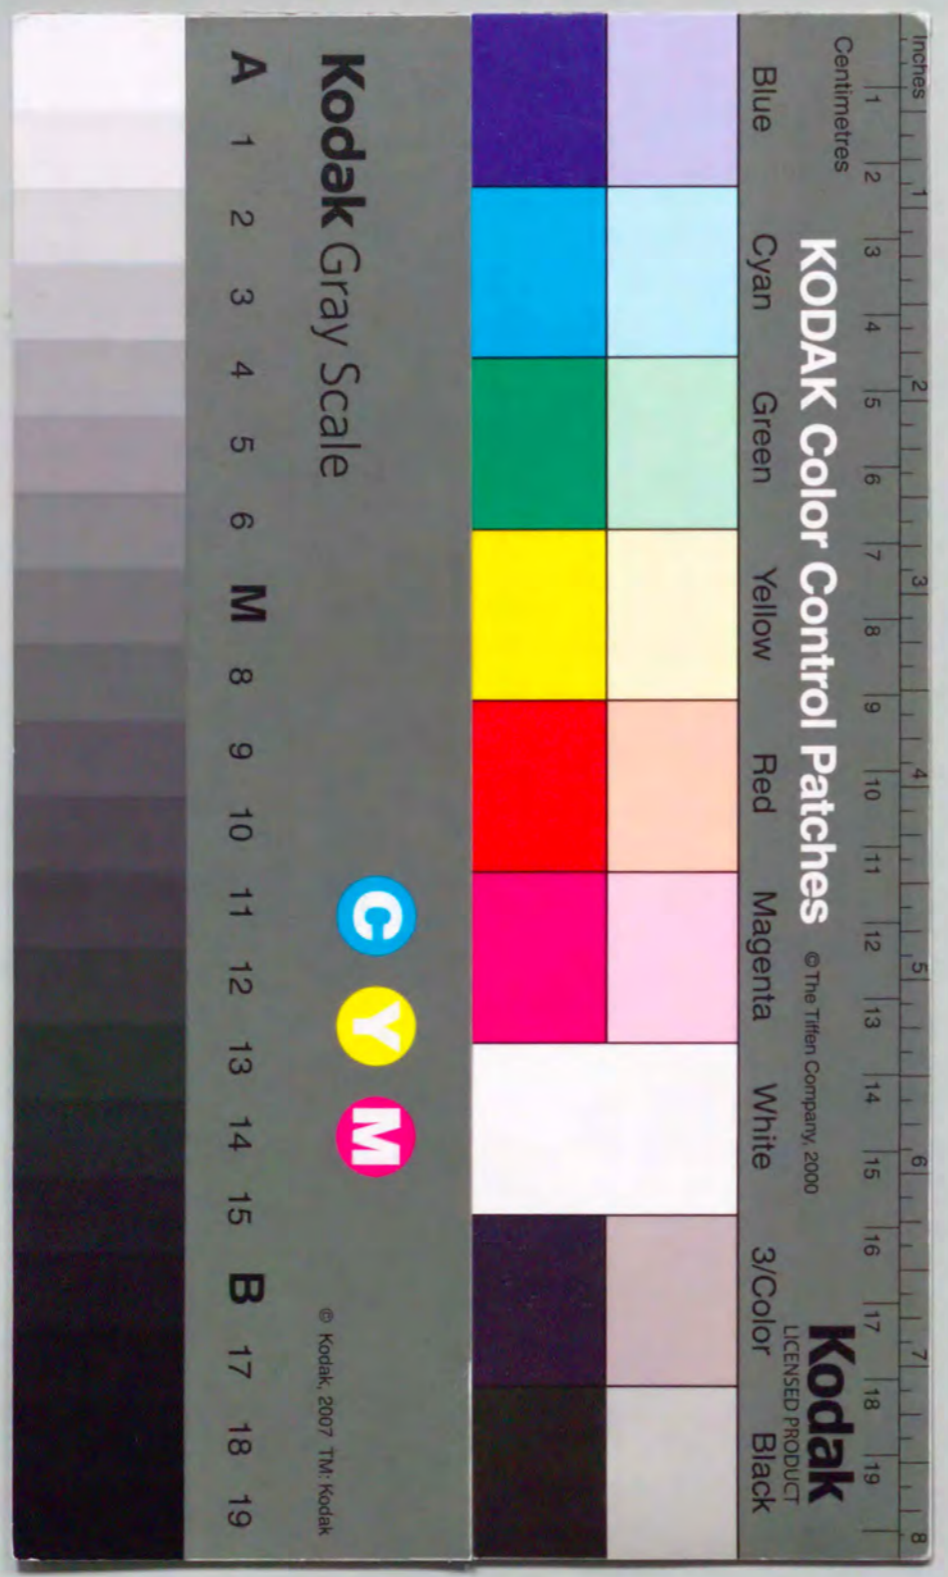 Inches 1 2 3 4 5 6 7 8
Centimetres 1 2 3 4 5 6 7 8 9 10 11 12 13 14 15 16 17 18 19
KODAK Color Control Patches © The Tiffen Company, 2000
Kodak
LICENSED PRODUCT
Blue Cyan Green Yellow Red Magenta White 3/Color Black
Kodak Gray Scale
C Y M
© Kodak, 2007 TM: Kodak
A 1 2 3 4 5 6 M 8 9 10 11 12 13 14 15 B 17 18 19